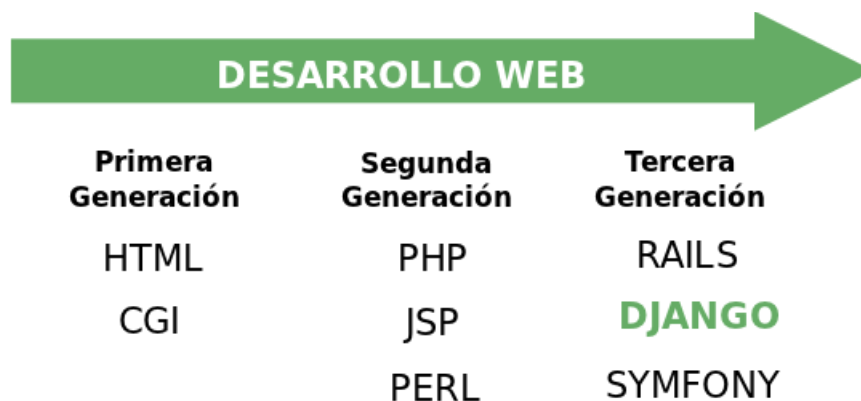 DESARROLLO WEB
Primera
Generación
HTML
CGI
Segunda
Generación
PHP
JSP
PERL
Tercera
Generación
RAILS
DJANGO
SYMFONY